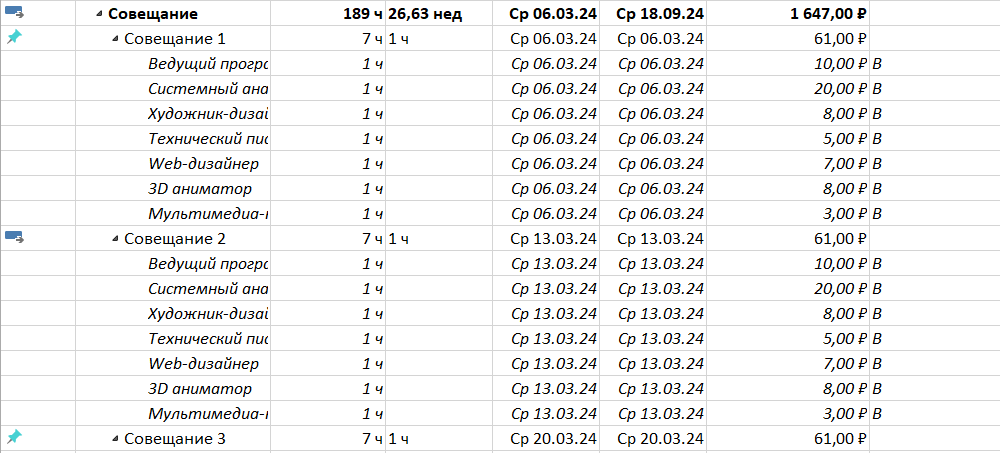 Совещание 189 ч 26,63 нед Ср 06.03.24 Ср 18.09.24 1 647,00 ₽
Совещание 1 7 ч 1 ч Ср 06.03.24 Ср 06.03.24 61,00 ₽
Ведущий програ 1 ч Ср 06.03.24 Ср 06.03.24 10,00 ₽ В
Системный ана 1 ч Ср 06.03.24 Ср 06.03.24 20,00 ₽ В
Художник-дизай 1 ч Ср 06.03.24 Ср 06.03.24 8,00 ₽ В
Технический пис 1 ч Ср 06.03.24 Ср 06.03.24 5,00 ₽ В
Web-дизайнер 1 ч Ср 06.03.24 Ср 06.03.24 7,00 ₽ В
3D аниматор 1 ч Ср 06.03.24 Ср 06.03.24 8,00 ₽ В
Мультимедиа- 1 ч Ср 06.03.24 Ср 06.03.24 3,00 ₽ В
Совещание 2 7 ч 1 ч Ср 13.03.24 Ср 13.03.24 61,00 ₽
Ведущий програ 1 ч Ср 13.03.24 Ср 13.03.24 10,00 ₽ В
Системный ана 1 ч Ср 13.03.24 Ср 13.03.24 20,00 ₽ В
Художник-дизай 1 ч Ср 13.03.24 Ср 13.03.24 8,00 ₽ В
Технический пис 1 ч Ср 13.03.24 Ср 13.03.24 5,00 ₽ В
Web-дизайнер 1 ч Ср 13.03.24 Ср 13.03.24 7,00 ₽ В
3D аниматор 1 ч Ср 13.03.24 Ср 13.03.24 8,00 ₽ В
Мультимедиа- 1 ч Ср 13.03.24 Ср 13.03.24 3,00 ₽ В
Совещание 3 7 ч 1 ч Ср 20.03.24 Ср 20.03.24 61,00 ₽